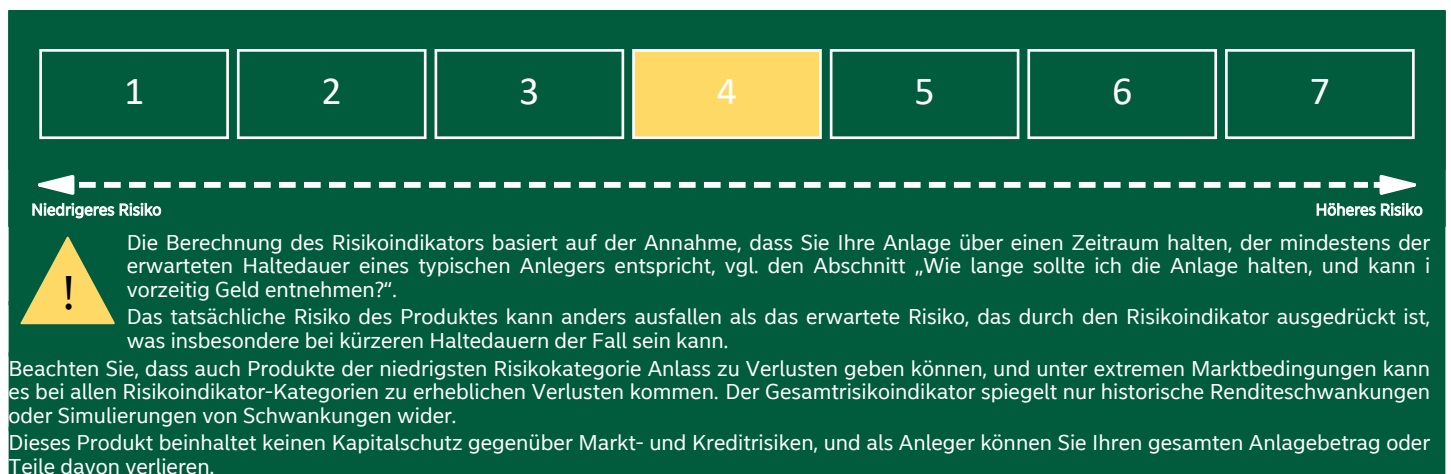 1 2 3 4 5 6 7
Niedrigeres Risiko Höheres Risiko
! Die Berechnung des Risikoindikators basiert auf der Annahme, dass Sie Ihre Anlage über einen Zeitraum halten, der mindestens der
erwarteten Haltedauer eines typischen Anlegers entspricht, vgl. den Abschnitt „Wie lange sollte ich die Anlage halten, und kann i
vorzeitig Geld entnehmen?“.
Das tatsächliche Risiko des Produktes kann anders ausfallen als das erwartete Risiko, das durch den Risikoindikator ausgedrückt ist,
was insbesondere bei kürzeren Haltedauern der Fall sein kann.
Beachten Sie, dass auch Produkte der niedrigsten Risikokategorie Anlass zu Verlusten geben können, und unter extremen Marktbedingungen kann
es bei allen Risikoindikator-Kategorien zu erheblichen Verlusten kommen. Der Gesamtrisikoindikator spiegelt nur historische Renditeschwankungen
oder Simulierungen von Schwankungen wider.
Dieses Produkt beinhaltet keinen Kapitalschutz gegenüber Markt- und Kreditrisiken, und als Anleger können Sie Ihren gesamten Anlagebetrag oder
Teile davon verlieren.